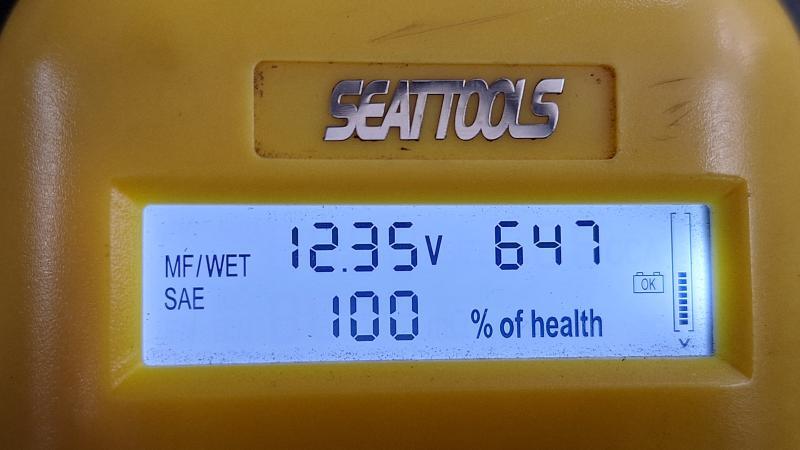 SEATTOOLS
MF/WET 12.35V 647
SAE 100 % of health
OK
V